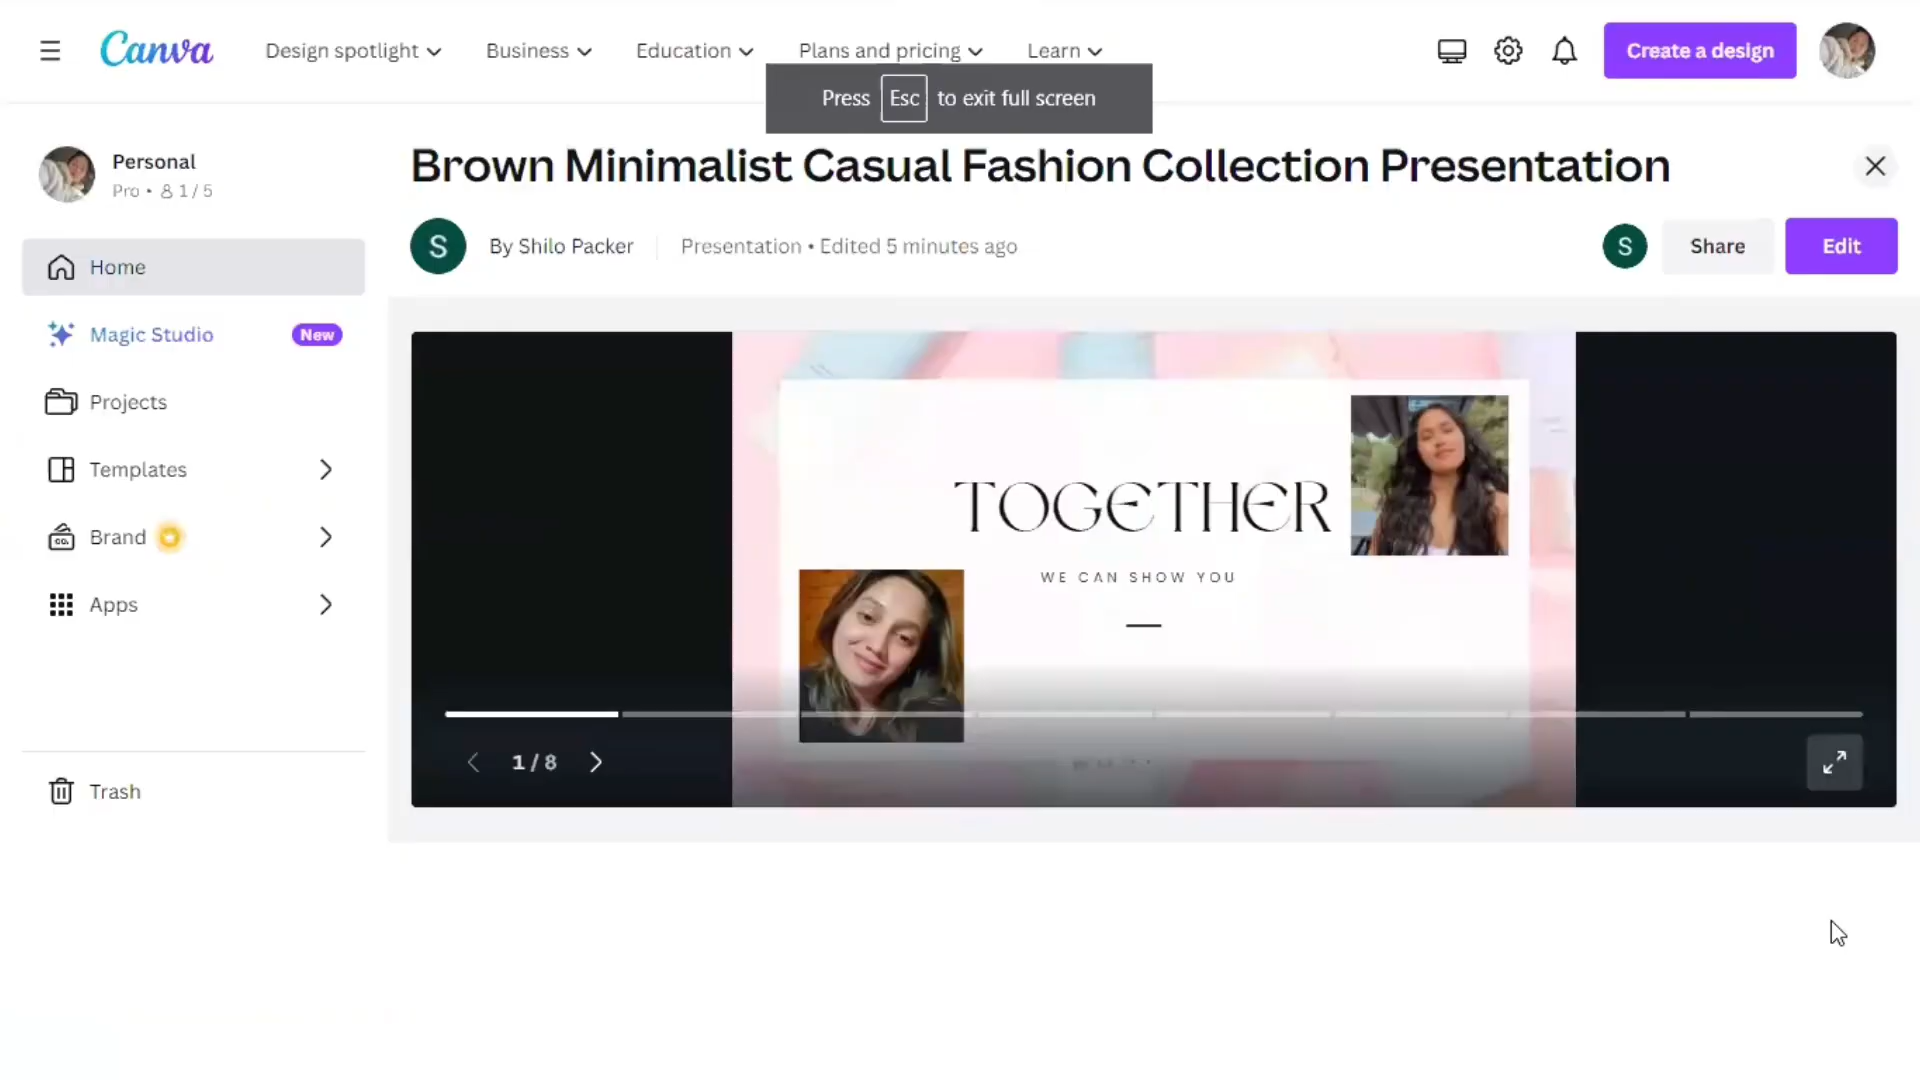 Canva
Design spotlight
Business
Education
Plans and pricing
Learn
Create a design
Press Esc to exit full screen
Personal
Pro • 1 / 5
Home
Magic Studio New
Projects
Templates
Brand
CO.
Apps
Trash
Brown Minimalist Casual Fashion Collection Presentation
S By Shilo Packer Presentation • Edited 5 minutes ago
S Share Edit
TOGETHER
WE CAN SHOW YOU
1 / 8